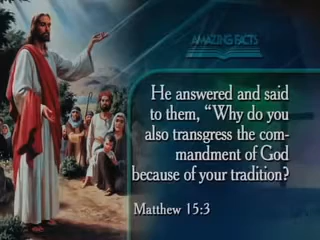 AMAZING FACTS
He answered and said
to them, “Why do you
also transgress the com-
mandment of God
because of your tradition?
Matthew 15:3